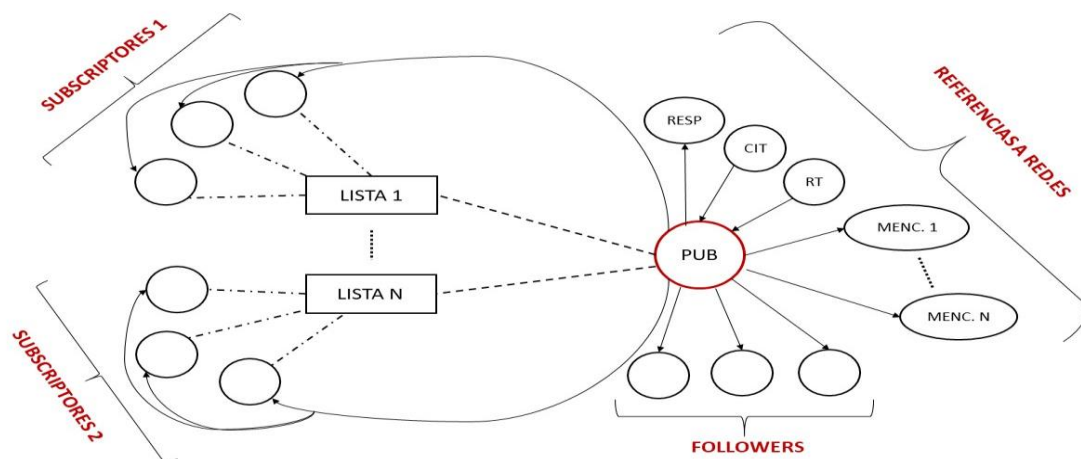 SUBSCRIPTORES 1
LISTA 1
LISTA N
SUBSCRIPTORES 2
RESP
CIT
RT
PUB
MENC. 1
MENC. N
REFERENCIAS A RED.ES
FOLLOWERS